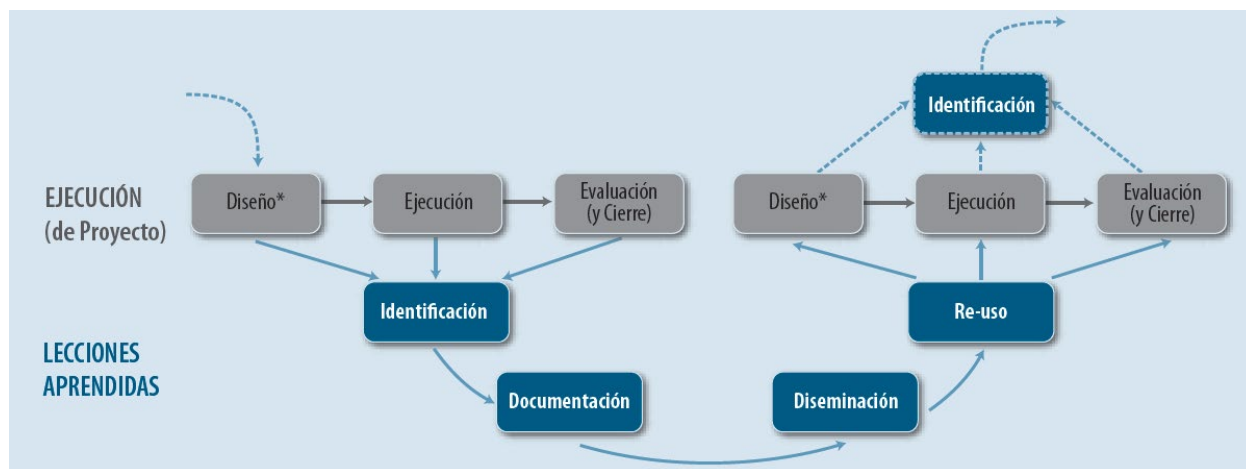 Identificación
EJECUCIÓN
(de Proyecto)
Diseño*
Ejecución
Evaluación
(y Cierre)
Diseño*
Ejecución
Evaluación
(y Cierre)
Identificación
Re-uso
LECCIONES
APRENDIDAS
Documentación
Diseminación